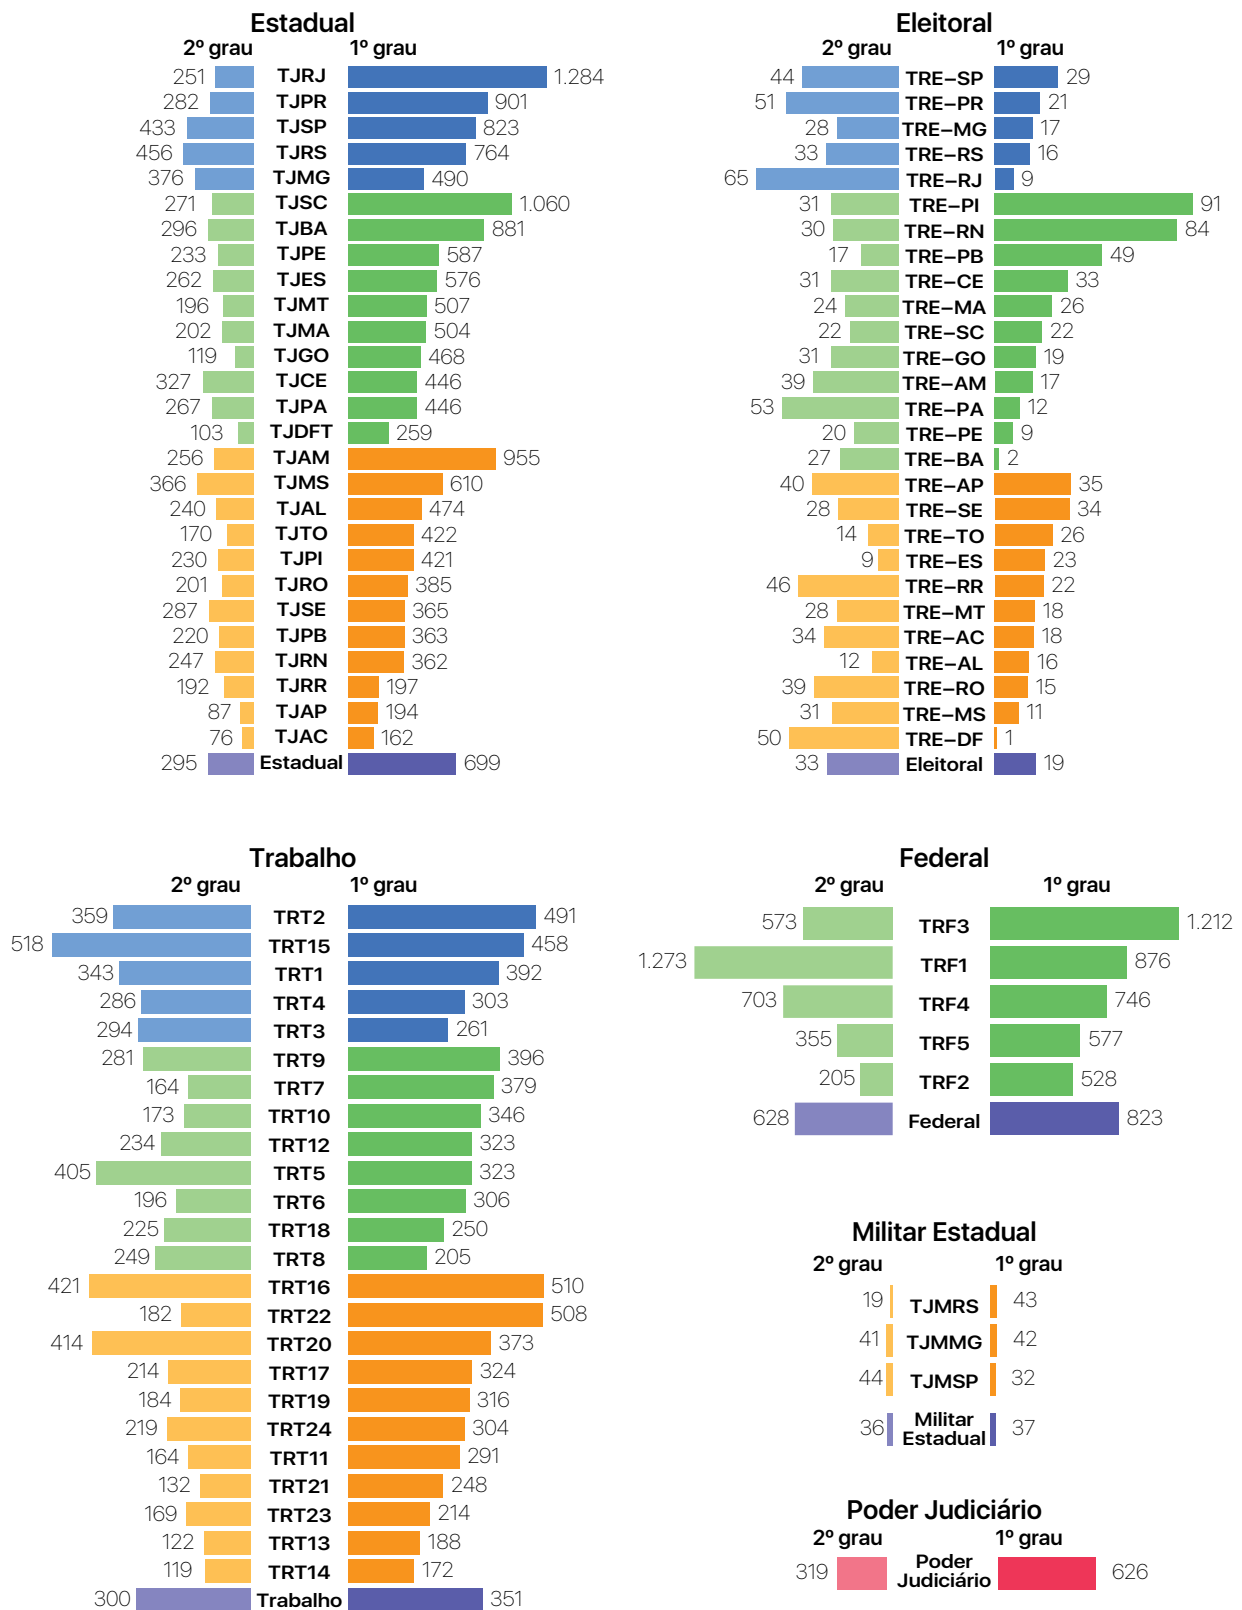 Estadual
2º grau 1º grau
251 TJRJ 1.284
282 TJPR 901
433 TJSP 823
456 TJRS 764
376 TJMG 490
271 TJSC 1.060
296 TJBA 881
233 TJPE 587
262 TJES 576
196 TJMT 507
202 TJMA 504
119 TJGO 468
327 TJCE 446
267 TJPA 446
103 TJDFT 259
256 TJAM 955
366 TJMS 610
240 TJAL 474
170 TJTO 422
230 TJPI 421
201 TJRO 385
287 TJSE 365
220 TJPB 363
247 TJRN 362
192 TJRR 197
87 TJAP 194
76 TJAC 162
295 Estadual 699
Eleitoral
2º grau 1º grau
44 TRE–SP 29
51 TRE–PR 21
28 TRE–MG 17
33 TRE–RS 16
65 TRE–RJ 9
31 TRE–PI 91
30 TRE–RN 84
17 TRE–PB 49
31 TRE–CE 33
24 TRE–MA 26
22 TRE–SC 22
31 TRE–GO 19
39 TRE–AM 17
53 TRE–PA 12
20 TRE–PE 9
27 TRE–BA 2
40 TRE–AP 35
28 TRE–SE 34
14 TRE–TO 26
9 TRE–ES 23
46 TRE–RR 22
28 TRE–MT 18
34 TRE–AC 18
12 TRE–AL 16
39 TRE–RO 15
31 TRE–MS 11
50 TRE–DF 1
33 Eleitoral 19
Trabalho
2º grau 1º grau
359 TRT2 491
518 TRT15 458
343 TRT1 392
286 TRT4 303
294 TRT3 261
281 TRT9 396
164 TRT7 379
173 TRT10 346
234 TRT12 323
405 TRT5 323
196 TRT6 306
225 TRT18 250
249 TRT8 205
421 TRT16 510
182 TRT22 508
414 TRT20 373
214 TRT17 324
184 TRT19 316
219 TRT24 304
164 TRT11 291
132 TRT21 248
169 TRT23 214
122 TRT13 188
119 TRT14 172
300 Trabalho 351
Federal
2º grau 1º grau
573 TRF3 1.212
1.273 TRF1 876
703 TRF4 746
355 TRF5 577
205 TRF2 528
628 Federal 823
Militar Estadual
2º grau 1º grau
19 TJMRS 43
41 TJMMG 42
44 TJMSP 32
36 Militar 37
Estadual
Poder Judiciário
2º grau 1º grau
319 Poder 626
Judiciário